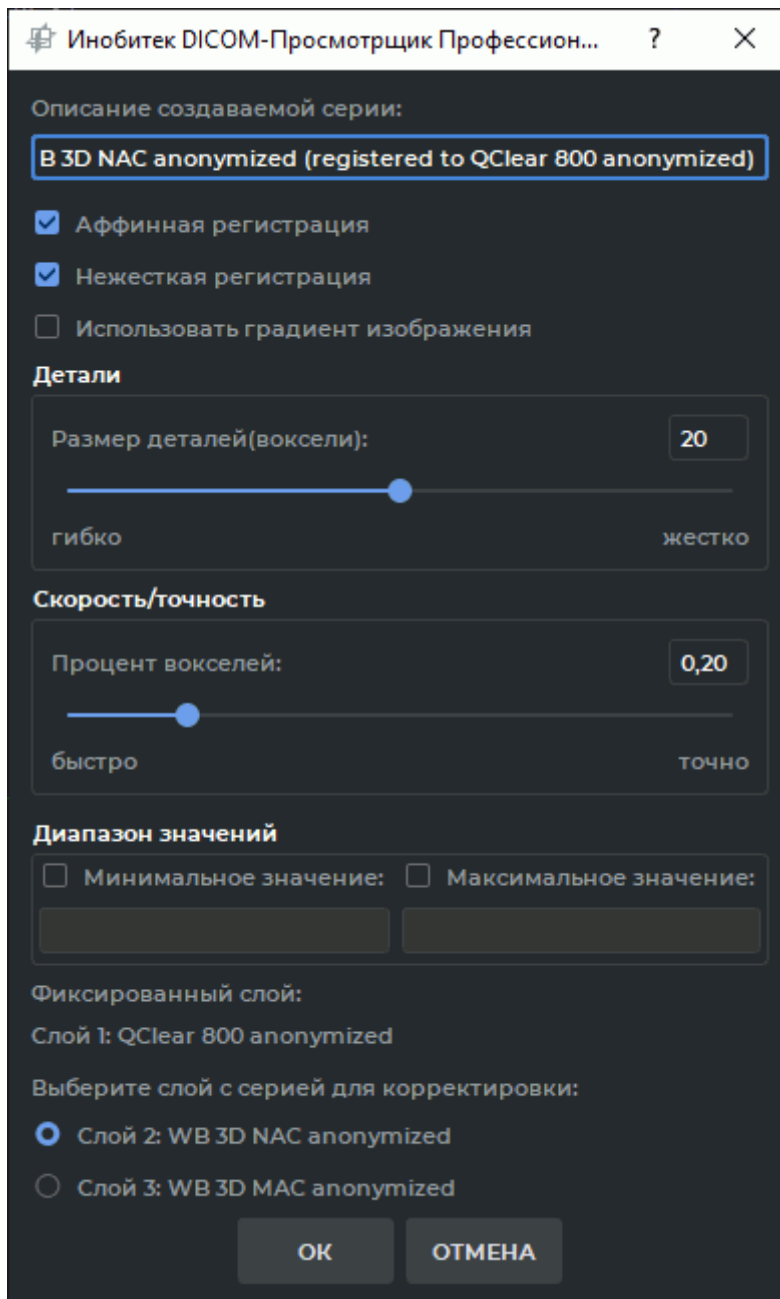 Инобитек DICOM-Просмотрщик Профессион... ?
Описание создаваемой серии:
B 3D NAC anonymized (registered to QClear 800 anonymized)
Аффинная регистрация
Нежесткая регистрация
Использовать градиент изображения
Детали
Размер деталей(воксели): 20
гибко жестко
Скорость/точность
Процент вокселей: 0,20
быстро точно
Диапазон значений
Минимальное значение: Максимальное значение:
Фиксированный слой:
Слой 1: QClear 800 anonymized
Выберите слой с серией для корректировки:
Слой 2: WB 3D NAC anonymized
Слой 3: WB 3D MAC anonymized
ОК ОТМЕНА